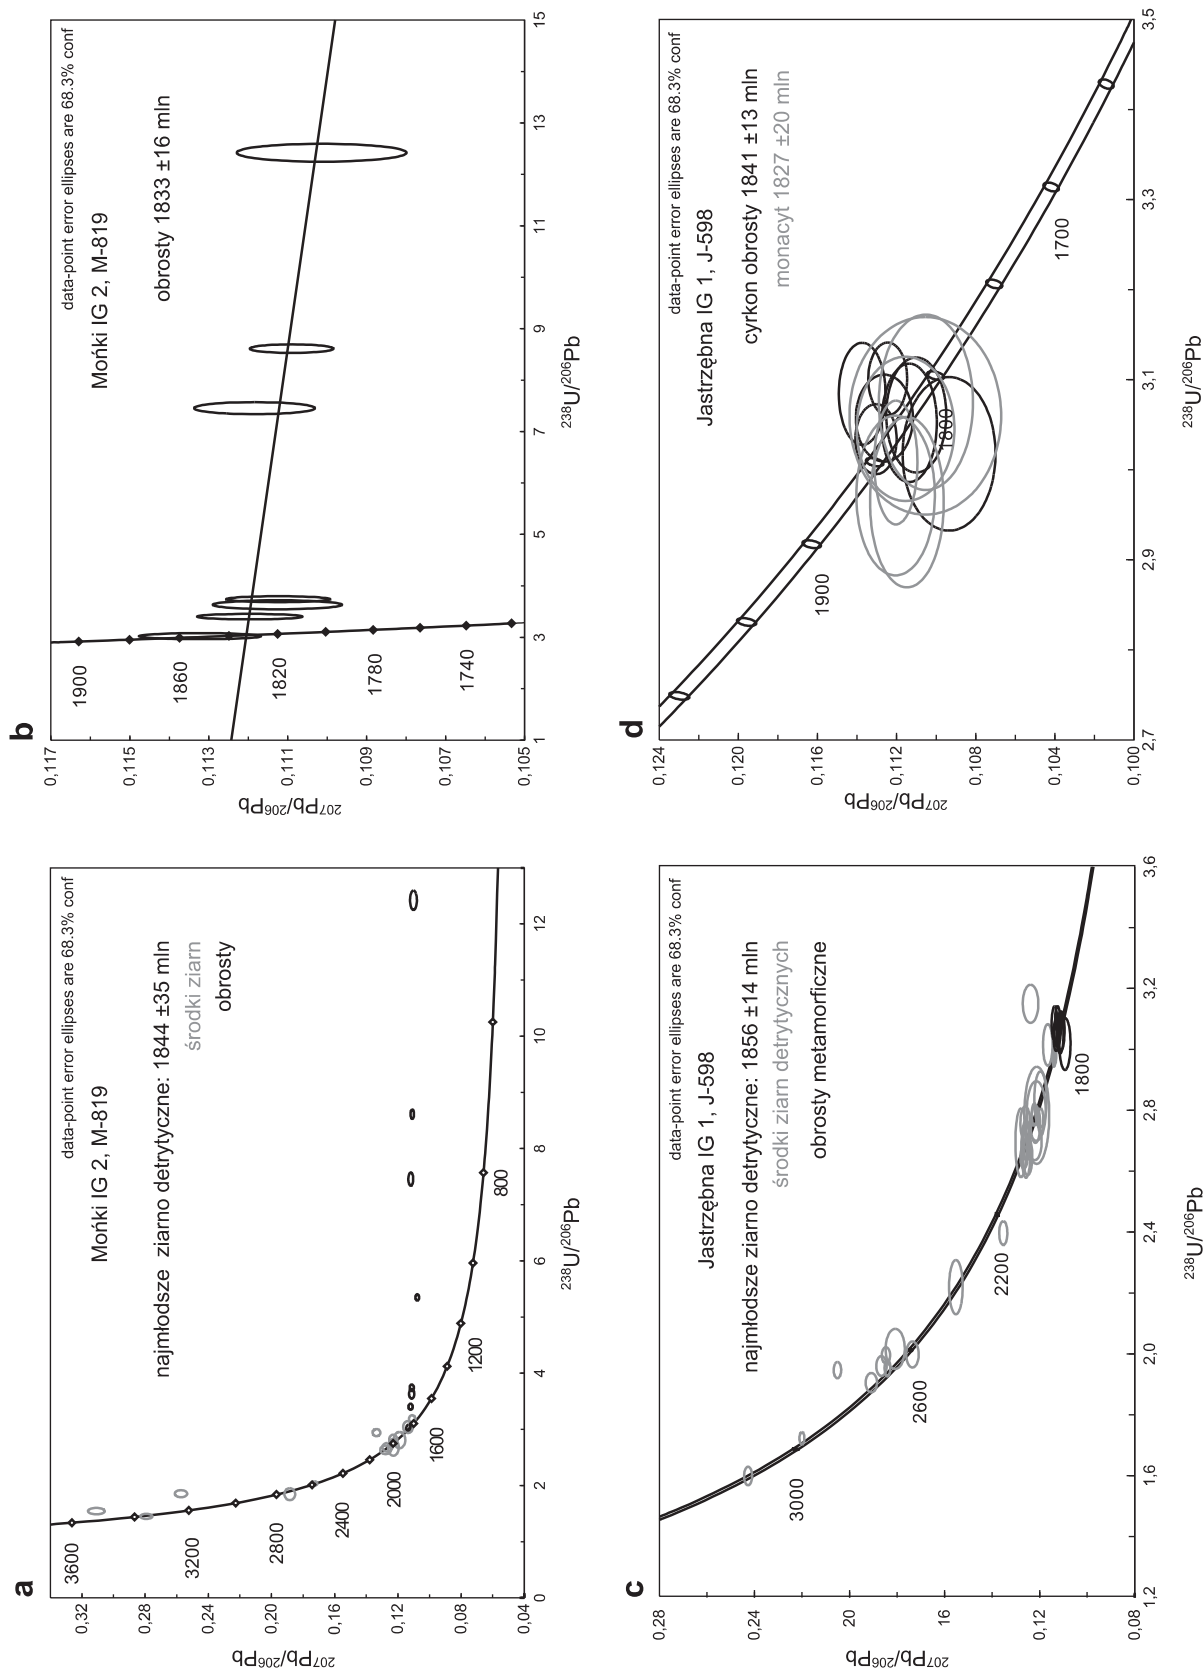 a
data-point error ellipses are 68.3% conf
Mońki IG 2, M-819
najmłodsze ziarno detrytyczne: 1844 ±35 mln
środki ziarn
obrosty
3600
3200
2800
2400
2000
1600
1200
800
0,32
0,28
0,24
0,20
0,16
0,12
0,08
0,04
0
2
4
6
8
10
12
207Pb/206Pb
238U/206Pb
b
data-point error ellipses are 68.3% conf
Mońki IG 2, M-819
obrosty 1833 ±16 mln
1900
1860
1820
1780
1740
0,117
0,115
0,113
0,111
0,109
0,107
0,105
1
3
5
7
9
11
13
15
207Pb/206Pb
238U/206Pb
c
data-point error ellipses are 68.3% conf
Jastrzębna IG 1, J-598
najmłodsze ziarno detrytyczne: 1856 ±14 mln
środki ziarn detrytycznych
obrosty metamorficzne
3000
2600
2200
1800
0,28
20
16
0,12
0,08
1,2
1,6
2,0
2,4
2,8
3,2
3,6
207Pb/206Pb
238U/206Pb
d
data-point error ellipses are 68.3% conf
Jastrzębna IG 1, J-598
cyrkon obrosty 1841 ±13 mln
monacyt 1827 ±20 mln
1900
1800
1700
0,124
0,120
0,116
0,112
0,108
0,104
0,100
2,7
2,9
3,1
3,3
3,5
207Pb/206Pb
238U/206Pb